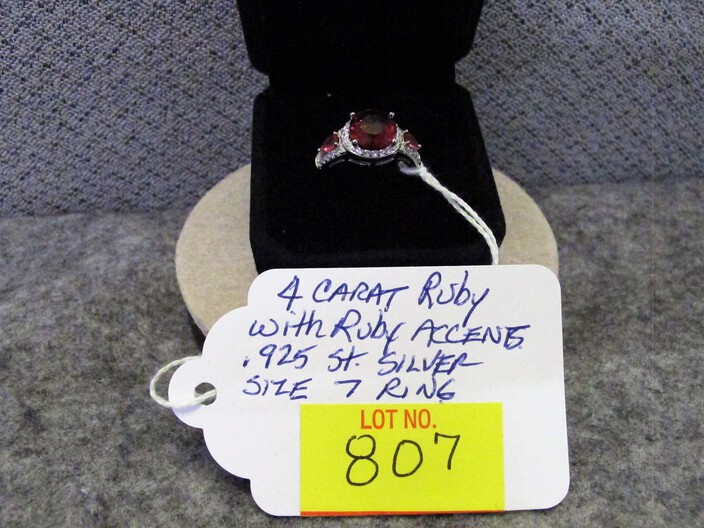 4 CARAT Ruby
with Ruby ACCENTS
.925 St. SILVER
SIZE 7 RING
LOT NO.
807